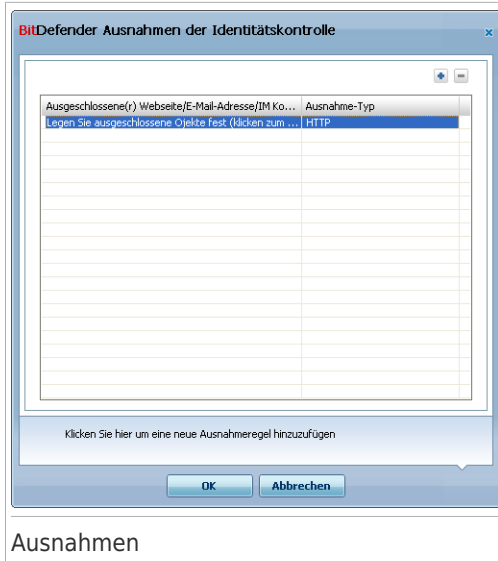 BitDefender Ausnahmen der Identitätskontrolle
Ausgeschlossene(r) Webseite/E-Mail-Adresse/IM Ko... Ausnahme-Typ
Legen Sie ausgeschlossene Ojekte fest (klicken zum ... HTTP
Klicken Sie hier um eine neue Ausnahmeregel hinzuzufügen
OK Abbrechen
Ausnahmen